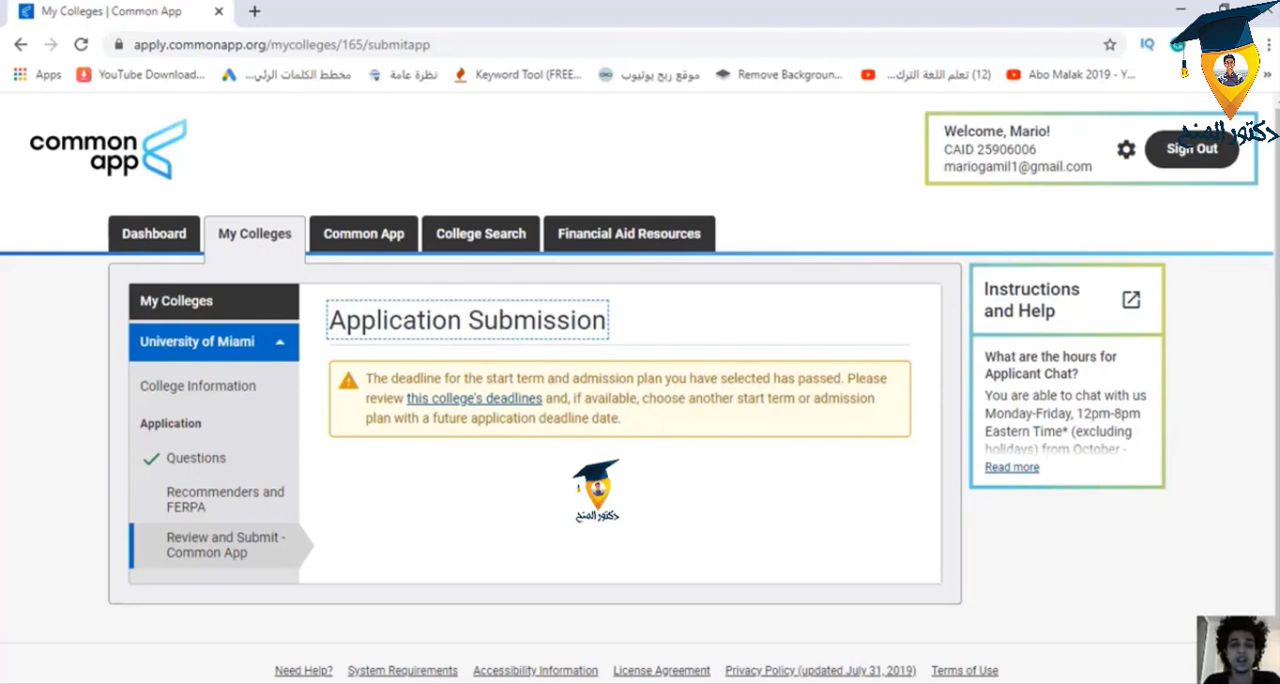 My Colleges | Common App
apply.commonapp.org/mycolleges/165/submitapp
Apps YouTube Download... مخطط الكلمات الرئي... نظرة عامة Keyword Tool (FREE... موقع ربح يوتيوب Remove Backgroun... (12) تعلم اللغة الترك... Abo Malak 2019 - Y...
common
app
Welcome, Mario!
CAID 25906006
mariogamil1@gmail.com
Sign Out
دكتور المنح
Dashboard My Colleges Common App College Search Financial Aid Resources
My Colleges
University of Miami
College Information
Application
Questions
Recommenders and
FERPA
Review and Submit -
Common App
Application Submission
The deadline for the start term and admission plan you have selected has passed. Please
review this college's deadlines and, if available, choose another start term or admission
plan with a future application deadline date.
دكتور المنح
Instructions
and Help
What are the hours for
Applicant Chat?
You are able to chat with us
Monday-Friday, 12pm-8pm
Eastern Time* (excluding
holidays) from October -
Read more
Need Help? System Requirements Accessibility Information License Agreement Privacy Policy (updated July 31, 2019) Terms of Use